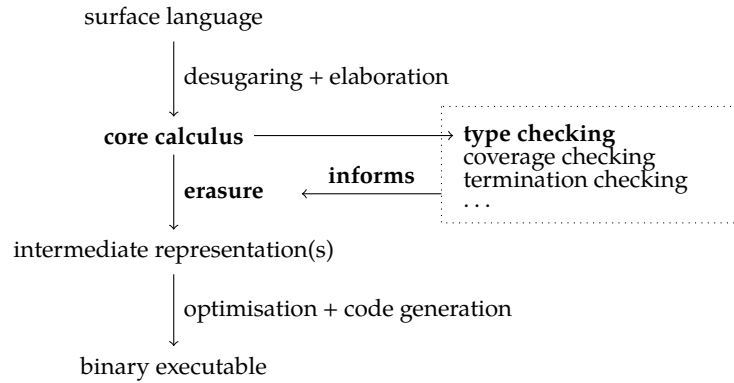 surface language
desugaring + elaboration
core calculus
type checking
coverage checking
termination checking
. . .
informs
erasure
intermediate representation(s)
optimisation + code generation
binary executable